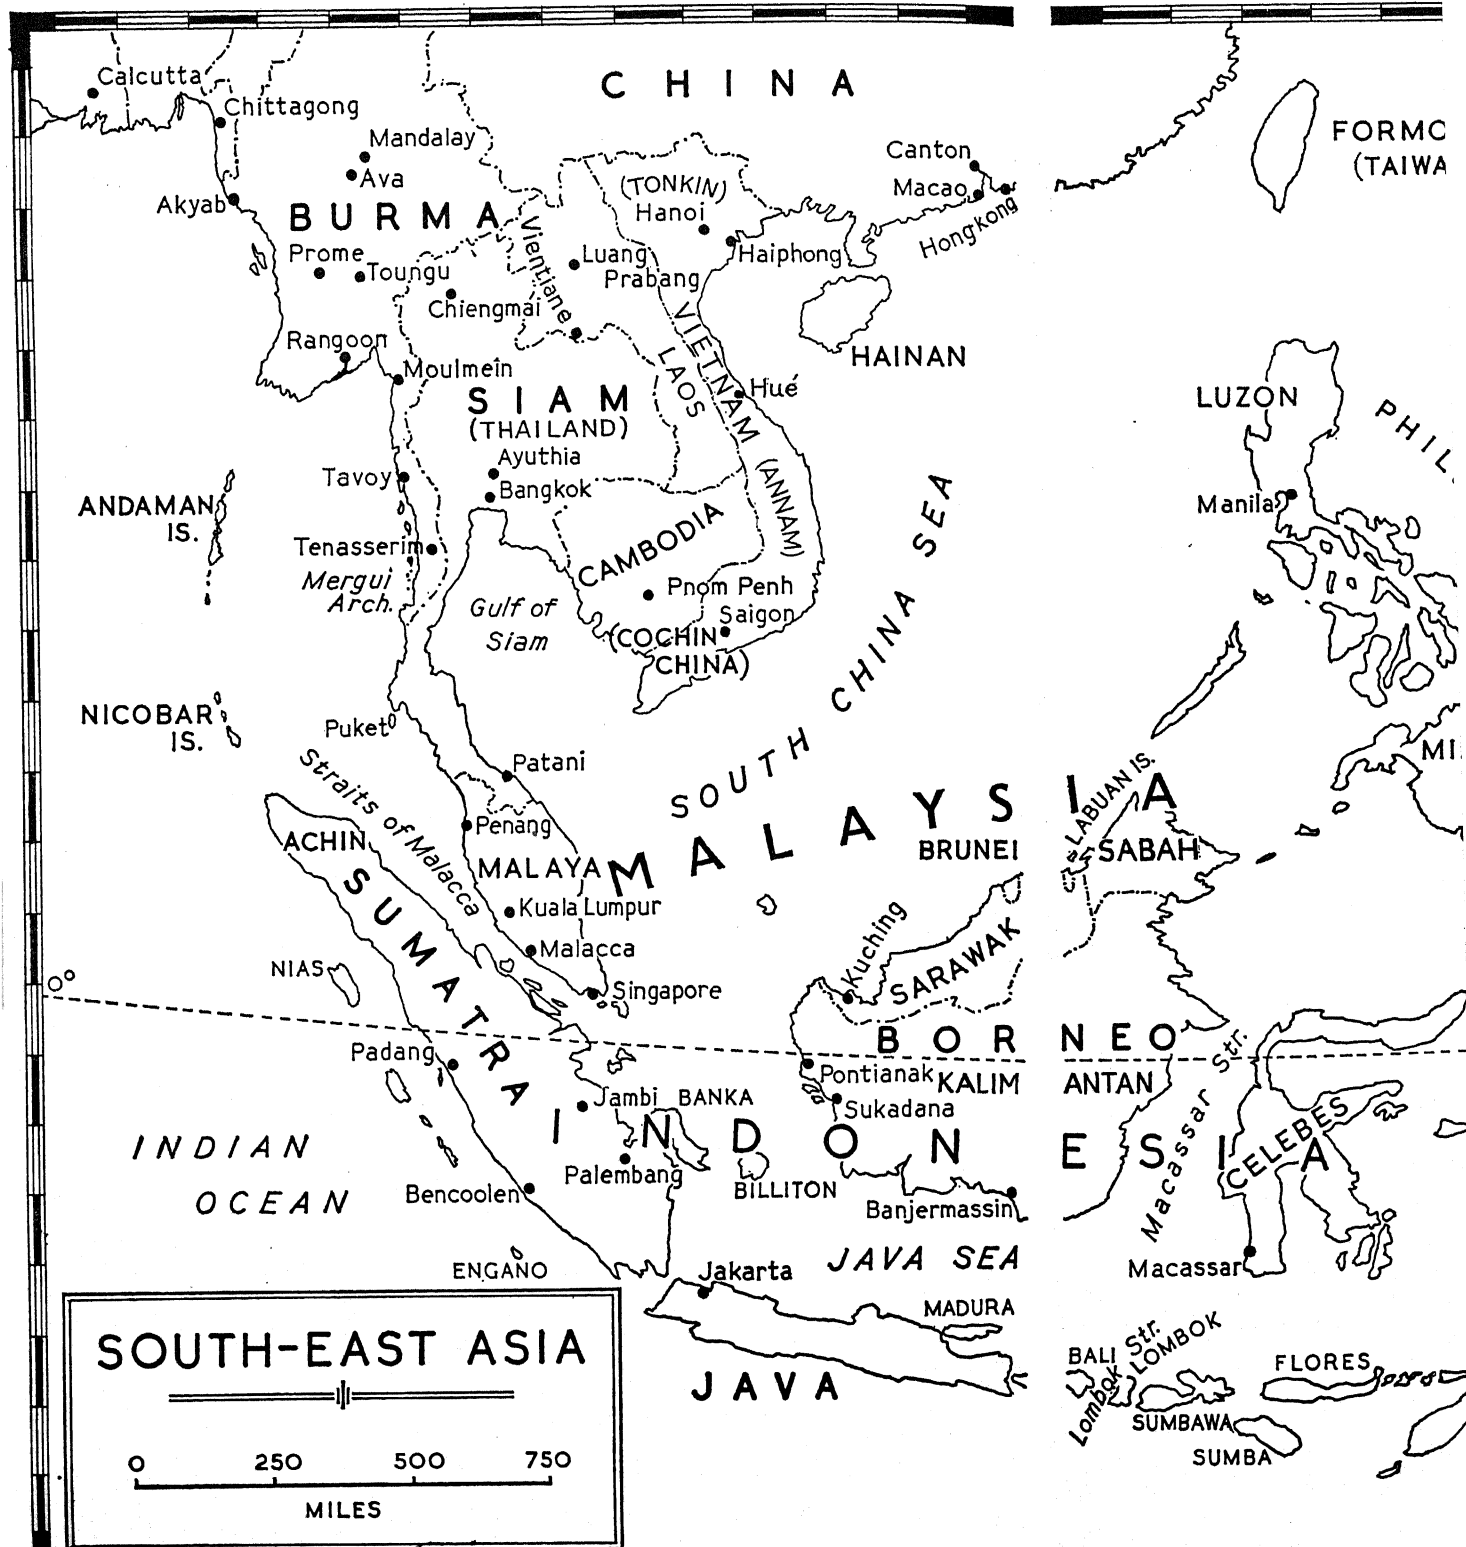 CHINA
Calcutta
Chittagong
Mandalay
Ava
Akyab
BURMA
Prome
Toungu
Chiengmai
Rangoon
Moulmein
Vientiane
Luang
Prabang
(TONKIN)
Hanoi
Haiphong
Canton
Macao
Hongkong
FORMO
(TAIWA
HAINAN
VIETNAM (ANNAM)
LAOS
Hué
SIAM
(THAILAND)
Ayuthia
Bangkok
Tavoy
ANDAMAN
IS.
Tenasserim
Mergui
Arch.
Gulf of
Siam
CAMBODIA
Pnom Penh
Saigon
(COCHIN
CHINA)
SOUTH CHINA SEA
LUZON
PHIL
Manila
NICOBAR
IS.
Puket
Patani
Straits of Malacca
Penang
MALAYA
MALAYSIA
ACHIN
SUMATRA
Kuala Lumpur
Malacca
Singapore
NIAS
0°
BRUNEI
LABUAN IS.
SABAH
MI
Kuching
SARAWAK
BORNEO
KALIMANTAN
Padang
Pontianak
Sukadana
Jambi
BANKA
INDONESIA
Palembang
BILLITON
Bencoolen
Banjermassin
Macassar Str.
CELEBES
Macassar
INDIAN
OCEAN
ENGANO
JAVA SEA
Jakarta
MADURA
JAVA
BALI
Lombok Str.
LOMBOK
SUMBAWA
FLORES
SUMBA
SOUTH-EAST ASIA
0 250 500 750
MILES